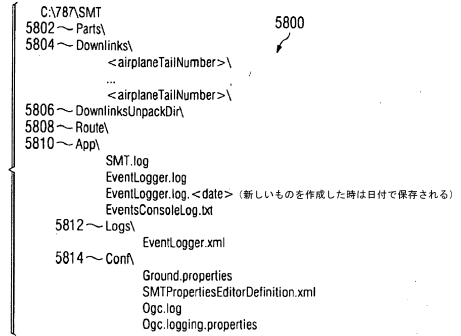 C:\787\SMT
5800
5802~Parts\
5804~Downlinks\
<airplaneTailNumber>\
...
<airplaneTailNumber>\
5806~DownlinksUnpackDir\
5808~Route\
5810~App\
SMT.log
EventLogger.log
EventLogger.log.<date>（新しいものを作成した時は日付で保存される）
EventsConsoleLog.txt
5812~Logs\
EventLogger.xml
5814~Conf\
Ground.properties
SMTPropertiesEditorDefinition.xml
Ogc.log
Ogc.logging.properties